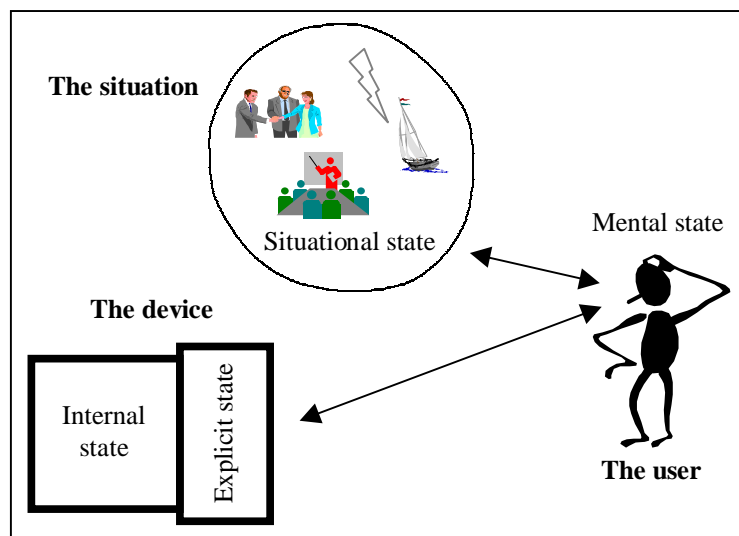 The situation
Situational state
Mental state
The device
Internal
state
Explicit state
The user